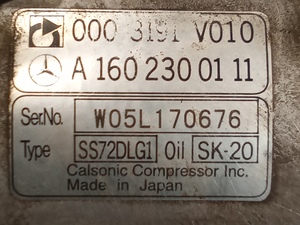 000 3191 V010
A 160 230 01 11
Ser.No. W05L170676
Type SS72DLG1 Oil SK-20
Calsonic Compressor Inc.
Made in Japan